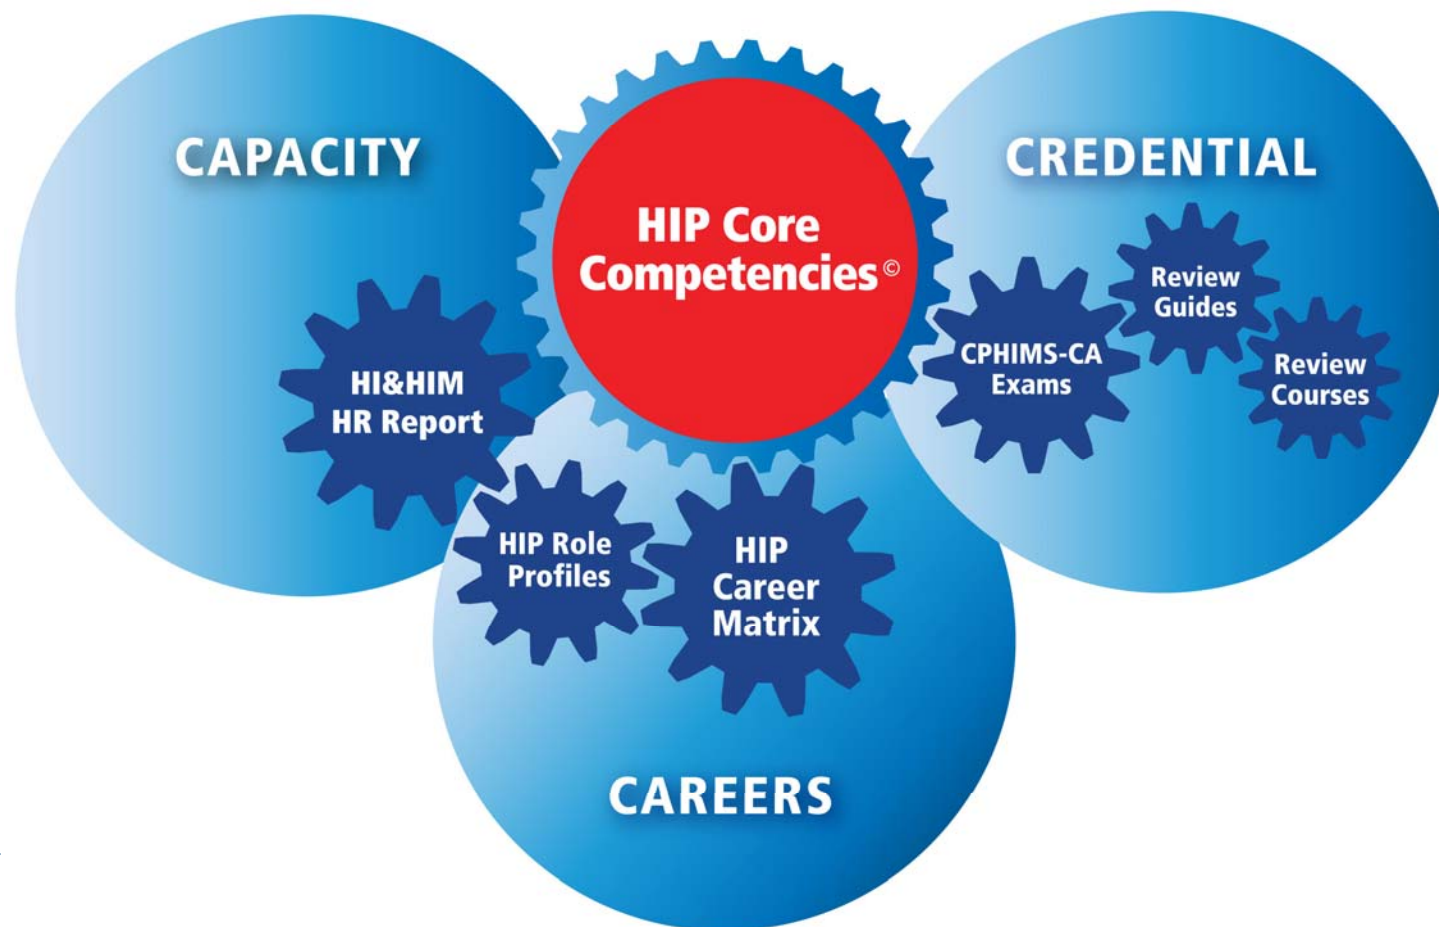 CAPACITY
HI&HIM
HR Report
HIP Core
Competencies©
CREDENTIAL
CPHIMS-CA
Exams
Review
Guides
Review
Courses
HIP Role
Profiles
HIP
Career
Matrix
CAREERS